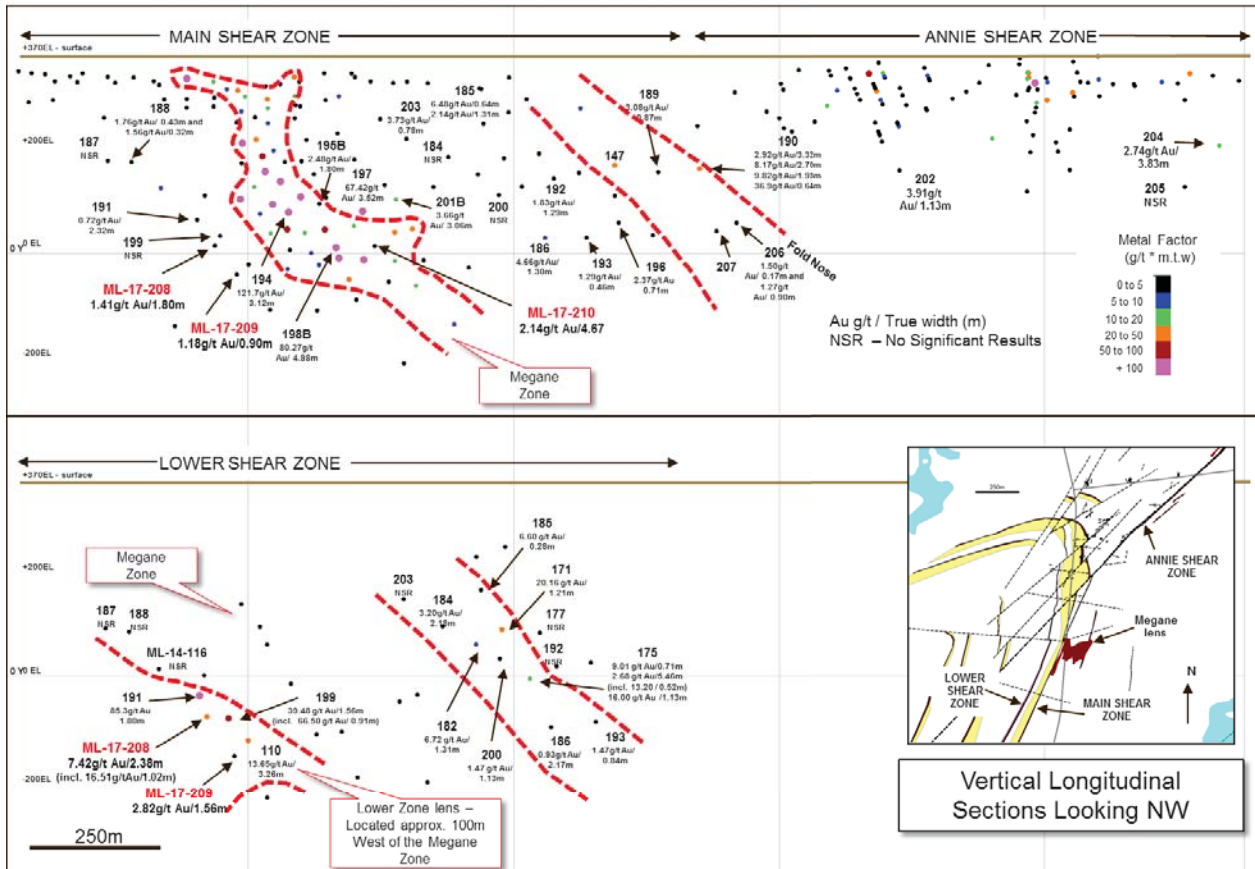 MAIN SHEAR ZONE
ANNIE SHEAR ZONE
+370EL - surface
188
1.76g/t Au/ 0.43m and
1.56g/t Au/0.32m
187
NSR
+200EL
203
3.73g/t Au/
0.78m
185
6.48g/t Au/0.64m
2.14g/t Au/1.31m
184
NSR
195B
2.48g/t Au/
1.80m
197
67.42g/t
Au/ 3.52m
201B
3.66g/t
Au/ 3.06m
200
NSR
189
3.08g/t Au/
0.87m
147
192
1.83g/t Au/
1.29m
190
2.92g/t Au/3.32m
8.17g/t Au/2.70m
9.82g/t Au/1.98m
36.9g/t Au/0.64m
202
3.91g/t
Au/ 1.13m
204
2.74g/t Au/
3.83m
205
NSR
191
0.72g/t Au/
2.32m
199
NSR
0 Y 0 EL
ML-17-208
1.41g/t Au/1.80m
ML-17-209
1.18g/t Au/0.90m
194
121.7g/t Au/
3.12m
198B
80.27g/t
Au/ 4.88m
ML-17-210
2.14g/t Au/4.67
186
4.66g/t Au/
1.30m
193
1.29g/t Au/
0.46m
196
2.37g/t Au
0.71m
207
206
1.50g/t
Au/ 0.17m and
1.27g/t
Au/ 0.90m
Fold Nose
-200EL
Megane
Zone
Au g/t / True width (m)
NSR – No Significant Results
Metal Factor
(g/t * m.t.w)
0 to 5
5 to 10
10 to 20
20 to 50
50 to 100
+ 100
LOWER SHEAR ZONE
+370EL - surface
Megane
Zone
+200EL
187
NSR
188
NSR
ML-14-116
NSR
0 Y 0 EL
191
85.3g/t Au
1.80m
199
39.48 g/t Au/1.56m
(incl. 66.50 g/t Au/ 0.91m)
ML-17-208
7.42g/t Au/2.38m
(incl. 16.51g/tAu/1.02m)
110
13.65g/t Au/
3.26m
ML-17-209
2.82g/t Au/1.56m
-200EL
250m
Lower Zone lens –
Located approx. 100m
West of the Megane
Zone
203
NSR
184
3.20g/t Au/
2.18m
185
6.60 g/t Au/
0.28m
171
20.16 g/t Au/
1.21m
177
NSR
192
NSR
175
9.01 g/t Au/0.71m
2.68 g/t Au/5.46m
(incl. 13.20 / 0.52m)
16.00 g/t Au /1.13m
182
6.72 g/t Au/
1.31m
200
1.47 g/t Au/
1.13m
186
0.93g/t Au/
2.17m
193
1.47g/t Au/
0.84m
250m
ANNIE SHEAR
ZONE
Megane
lens
LOWER
SHEAR
ZONE
MAIN SHEAR
ZONE
N
Vertical Longitudinal
Sections Looking NW